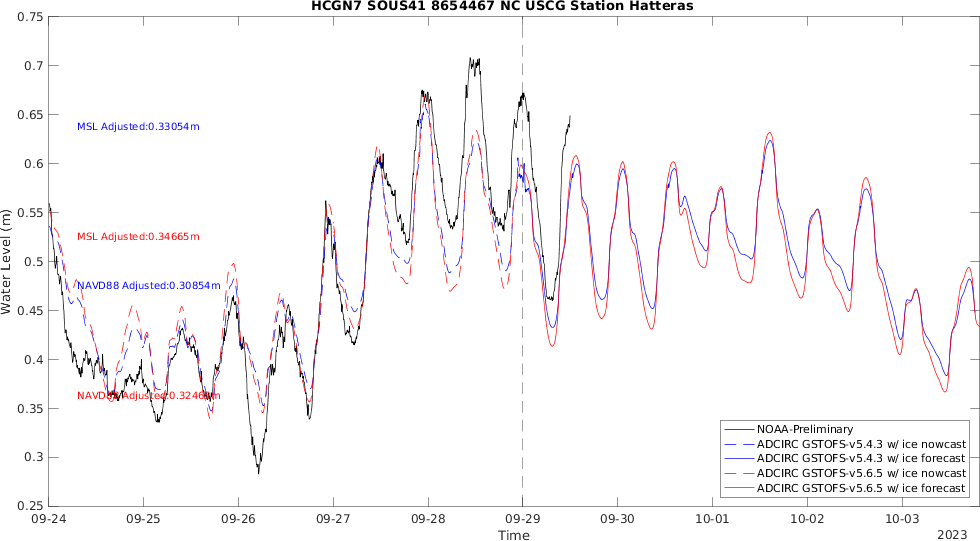 HCGN7 SOUS41 8654467 NC USCG Station Hatteras
Water Level (m)
0.75
0.7
0.65
0.6
0.55
0.5
0.45
0.4
0.35
0.3
0.25
MSL Adjusted:0.33054m
MSL Adjusted:0.34665m
NAVD88 Adjusted:0.30854m
Adjusted:0.3246
NOAA-Preliminary
ADCIRC GSTOFS-v5.4.3 w/ ice nowcast
ADCIRC GSTOFS-v5.4.3 w/ ice forecast
ADCIRC GSTOFS-v5.6.5 w/ ice nowcast
ADCIRC GSTOFS-v5.6.5 w/ ice forecast
09-24 09-25 09-26 09-27 09-28 09-29 09-30 10-01 10-02 10-03
Time
2023